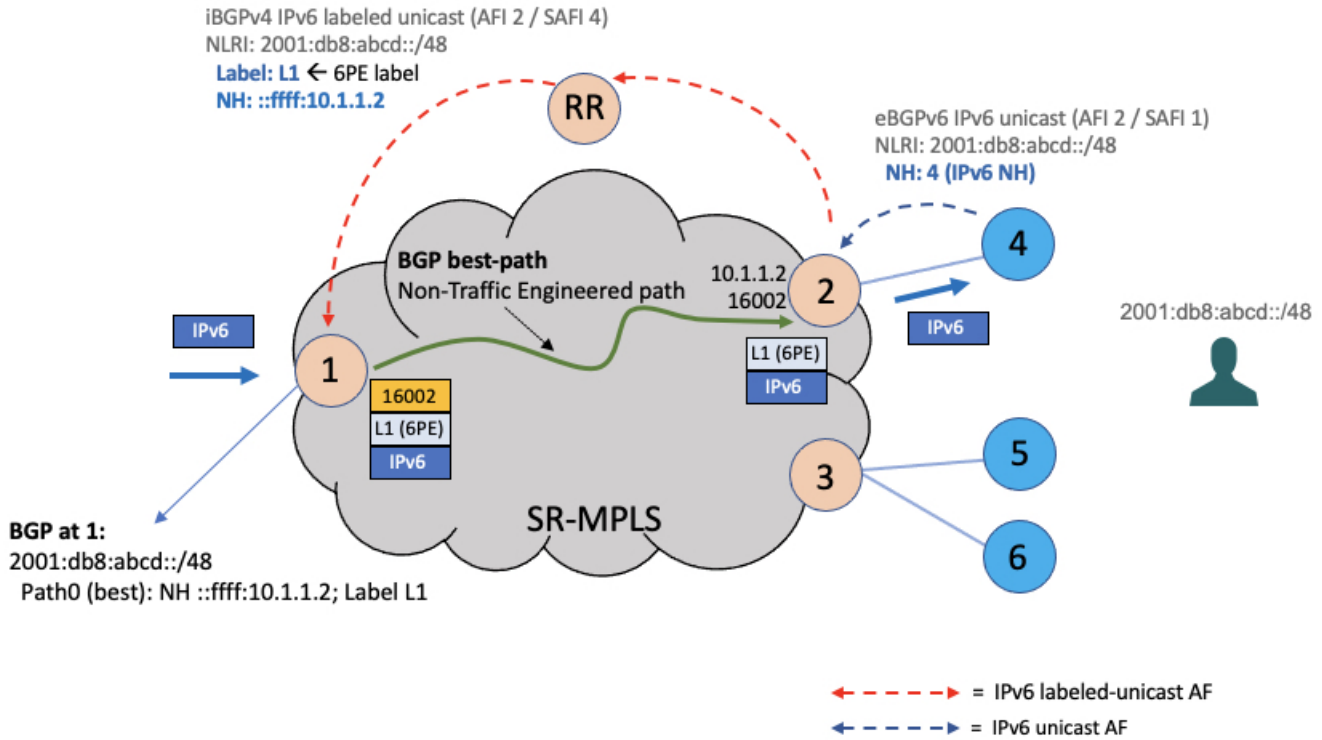 iBGPv4 IPv6 labeled unicast (AFI 2 / SAFI 4)
NLRI: 2001:db8:abcd::/48
Label: L1 ← 6PE label
NH: ::ffff:10.1.1.2
RR
eBGPv6 IPv6 unicast (AFI 2 / SAFI 1)
NLRI: 2001:db8:abcd::/48
NH: 4 (IPv6 NH)
4
BGP best-path
Non-Traffic Engineered path
10.1.1.2
16002
2
IPv6
IPv6
2001:db8:abcd::/48
1
L1 (6PE)
IPv6
16002
L1 (6PE)
IPv6
5
3
SR-MPLS
6
BGP at 1:
2001:db8:abcd::/48
Path0 (best): NH ::ffff:10.1.1.2; Label L1
= IPv6 labeled-unicast AF
= IPv6 unicast AF